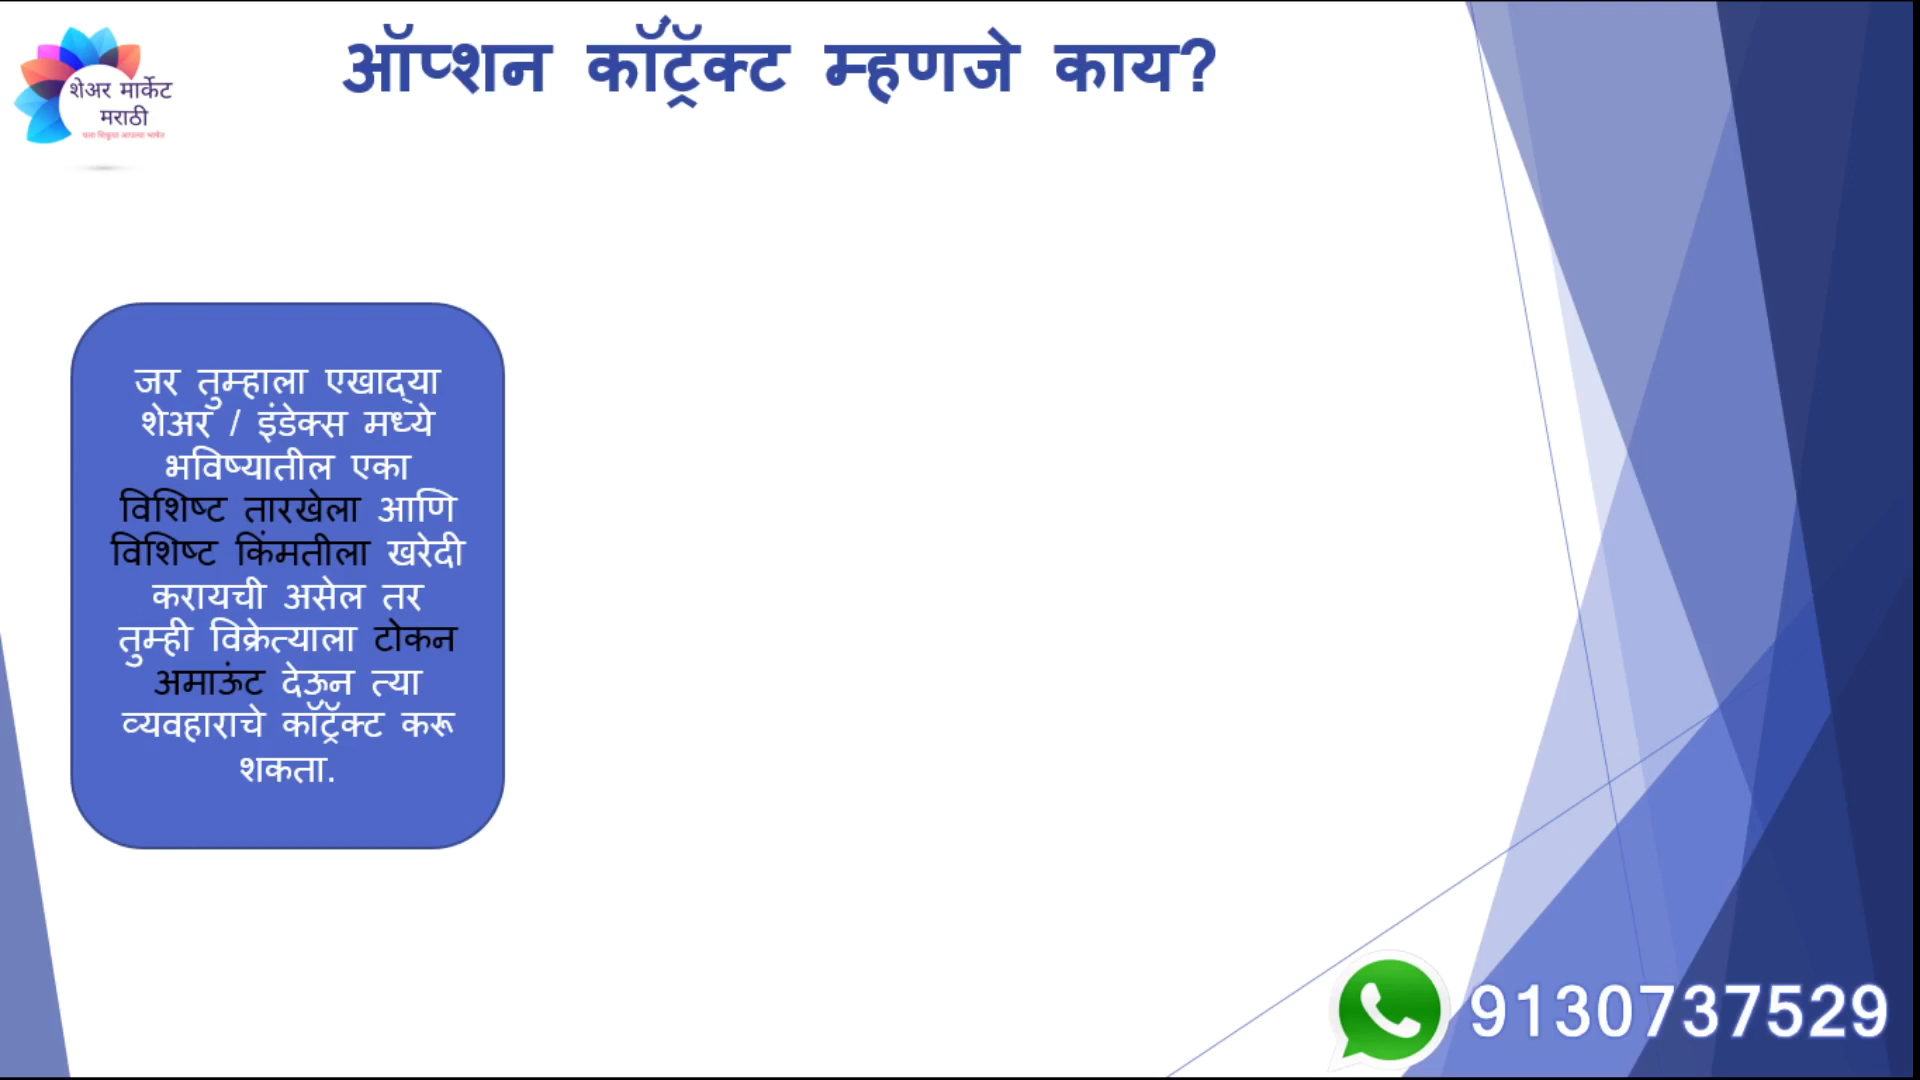 शेअर मार्केट
मराठी
ऑप्शन कॉंट्रॅक्ट म्हणजे काय?
जर तुम्हाला एखाद्या
शेअर / इंडेक्स मध्ये
भविष्यातील एका
विशिष्ट तारखेला आणि
विशिष्ट किंमतीला खरेदी
करायची असेल तर
तुम्ही विक्रेत्याला टोकन
अमाऊंट देऊन त्या
व्यवहाराचे कॉंट्रॅक्ट करू
शकता.
9130737529